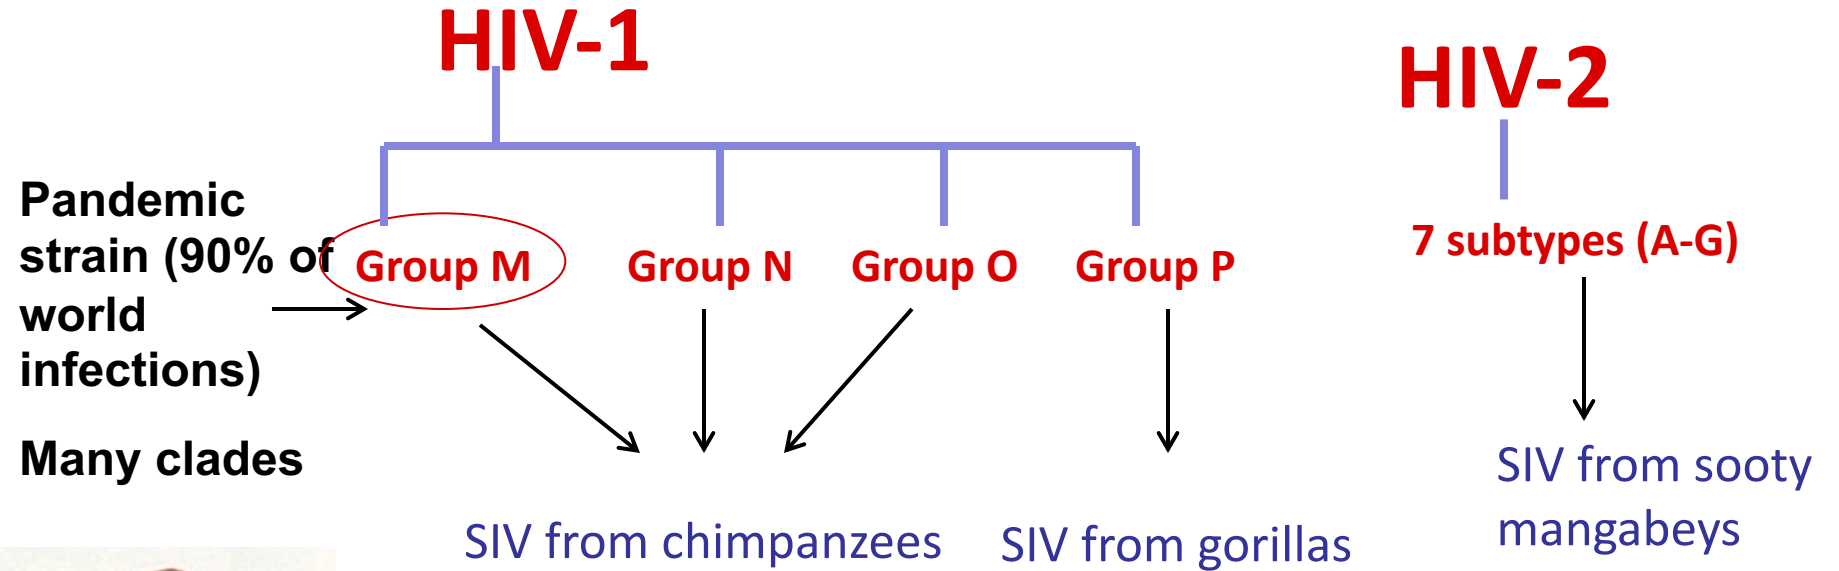 HIV-1
HIV-2
Pandemic
strain (90% of
world
infections)
Many clades
Group M
Group N
Group O
Group P
7 subtypes (A-G)
SIV from chimpanzees
SIV from gorillas
SIV from sooty
mangabeys